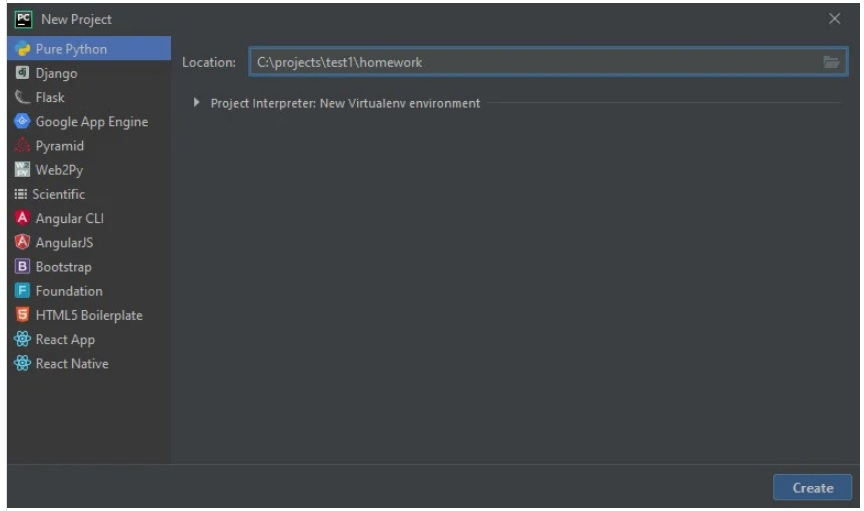 New Project
Pure Python
Django
Flask
Google App Engine
Pyramid
Web2Py
Scientific
Angular CLI
AngularJS
Bootstrap
Foundation
HTML5 Boilerplate
React App
React Native
Location: C:\projects\test1\homework
Project Interpreter: New Virtualenv environment
Create